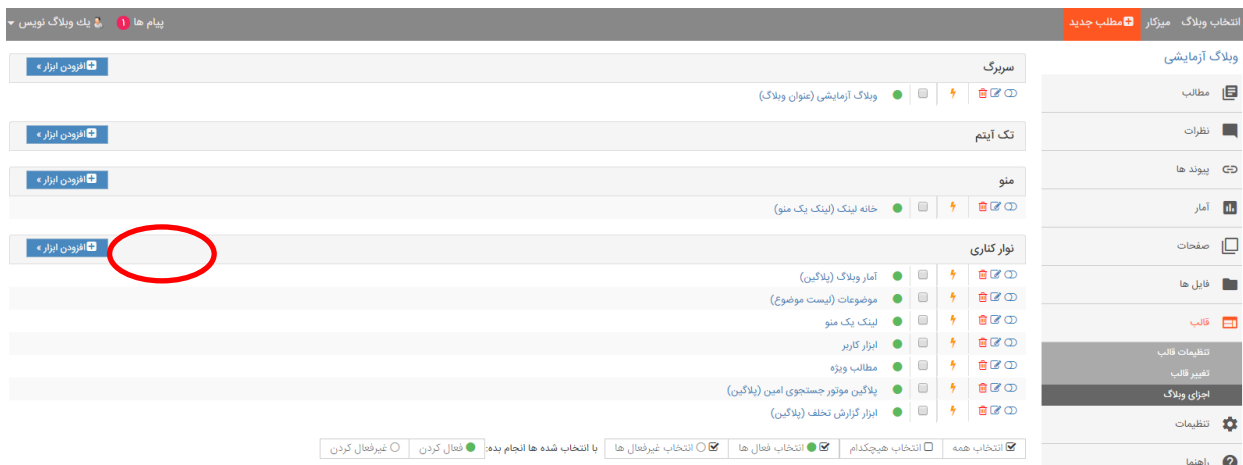 انتخاب وبلاگ میزکار مطلب جدید
پیام ها ۱ یك وبلاگ نویس
وبلاگ آزمایشی
مطالب
نظرات
پیوند ها
آمار
صفحات
فایل ها
قالب
تنظیمات قالب
تغییر قالب
اجزای وبلاگ
تنظیمات
راهنما
سربرگ
افزودن ابزار »
وبلاگ آزمایشی (عنوان وبلاگ)
تک آیتم
افزودن ابزار »
منو
افزودن ابزار »
خانه لینک (لینک یک منو)
نوار کناری
افزودن ابزار »
آمار وبلاگ (پلاگین)
موضوعات (لیست موضوع)
لینک یک منو
ابزار کاربر
مطالب ویژه
پلاگین موتور جستجوی امین (پلاگین)
ابزار گزارش تخلف (پلاگین)
انتخاب همه انتخاب هیچکدام انتخاب فعال ها انتخاب غیرفعال ها با انتخاب شده ها انجام بده: فعال کردن غیرفعال کردن